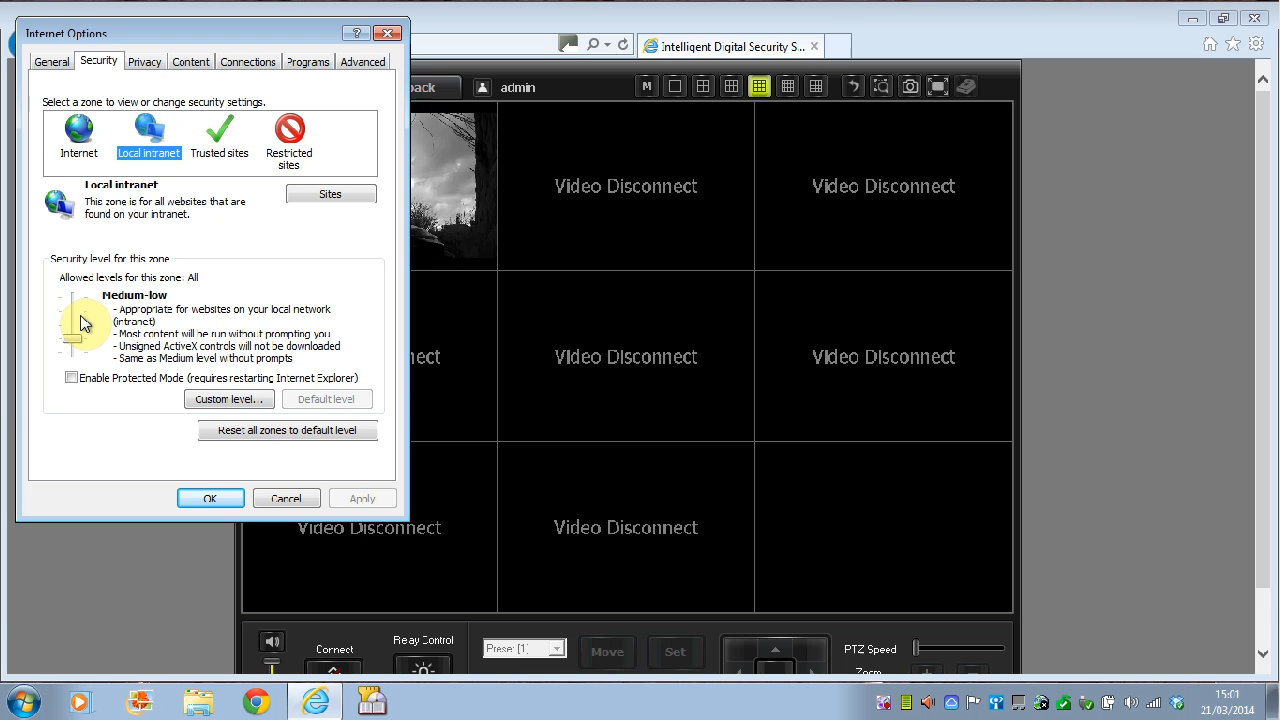 Internet Options
?
Intelligent Digital Security S...
General Security Privacy Content Connections Programs Advanced
back
admin
M
Select a zone to view or change security settings.
Internet Local intranet Trusted sites Restricted
sites
Local intranet
This zone is for all websites that are
found on your intranet.
Sites
Video Disconnect Video Disconnect
Security level for this zone
Allowed levels for this zone: All
Medium-low
- Appropriate for websites on your local network
(intranet)
- Most content will be run without prompting you
- Unsigned ActiveX controls will not be downloaded
- Same as Medium level without prompts
Enable Protected Mode (requires restarting Internet Explorer)
Custom level... Default level
Reset all zones to default level
OK Cancel Apply
nect Video Disconnect Video Disconnect
Video Disconnect Video Disconnect
Connect
Relay Control
Preset [1]
Move
Set
PTZ Speed
Zoom
15:01
21/03/2014